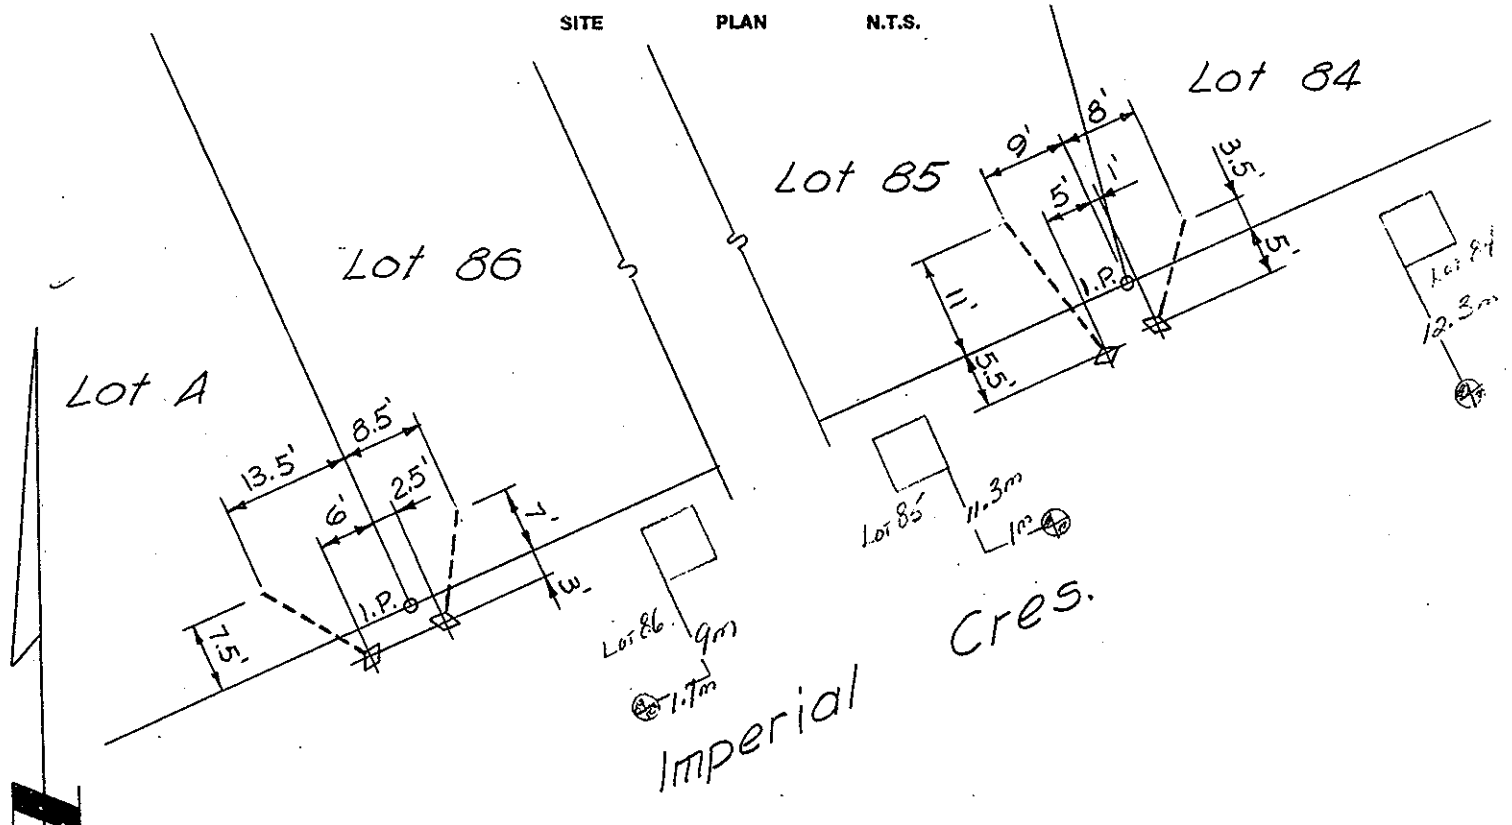 SITE PLAN N.T.S.
Lot 84
8'
9'
3.5'
Lot 85
1'
5'
5'
Lot 86
I.P.
11'
Lot 84
12.3m
5.5'
Lot A
8.5'
13.5'
2.5'
6'
7'
11.3m
Lot 85
1m
3'
I.P.
Lot 86
9m
7.5'
1.7m
Imperial Cres.